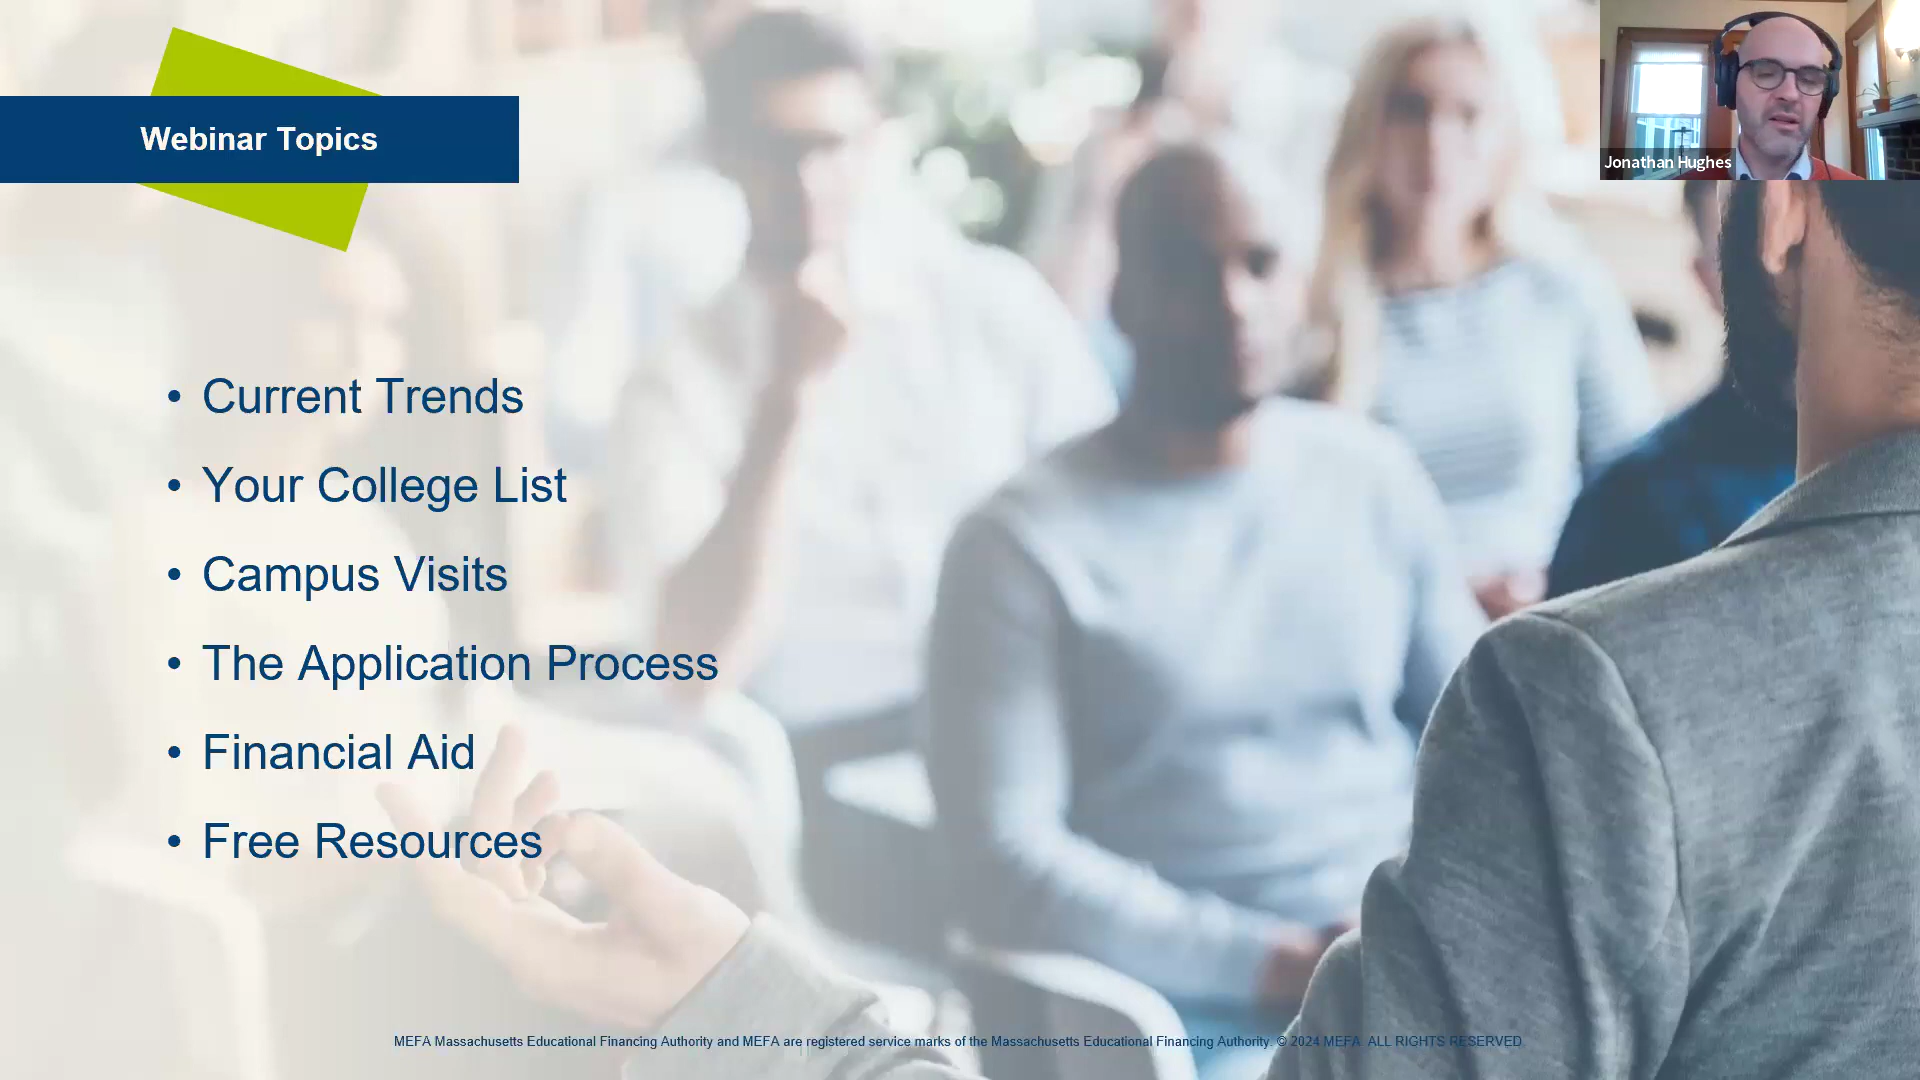 Webinar Topics
Jonathan Hughes
• Current Trends
• Your College List
• Campus Visits
• The Application Process
• Financial Aid
• Free Resources
MEFA Massachusetts Educational Financing Authority and MEFA are registered service marks of the Massachusetts Educational Financing Authority. © 2024 MEFA. ALL RIGHTS RESERVED.